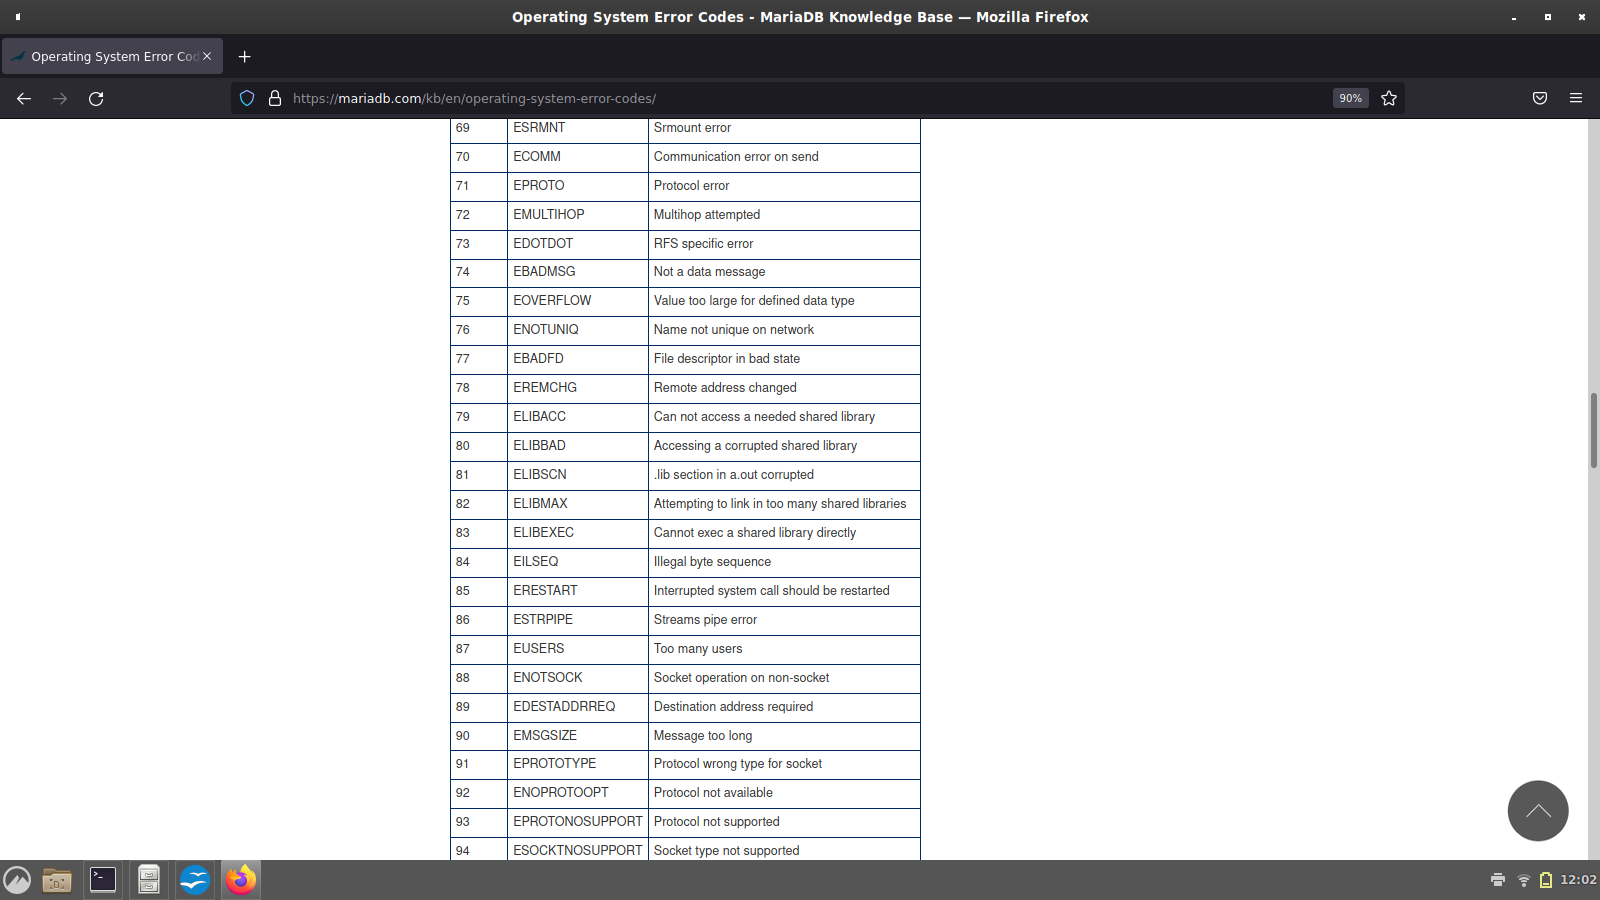 Operating System Error Codes - MariaDB Knowledge Base — Mozilla Firefox
Operating System Error Cod
https://mariadb.com/kb/en/operating-system-error-codes/
90%
69 ESRMNT Srmount error
70 ECOMM Communication error on send
71 EPROTO Protocol error
72 EMULTIHOP Multihop attempted
73 EDOTDOT RFS specific error
74 EBADMSG Not a data message
75 EOVERFLOW Value too large for defined data type
76 ENOTUNIQ Name not unique on network
77 EBADFD File descriptor in bad state
78 EREMCHG Remote address changed
79 ELIBACC Can not access a needed shared library
80 ELIBBAD Accessing a corrupted shared library
81 ELIBSCN .lib section in a.out corrupted
82 ELIBMAX Attempting to link in too many shared libraries
83 ELIBEXEC Cannot exec a shared library directly
84 EILSEQ Illegal byte sequence
85 ERESTART Interrupted system call should be restarted
86 ESTRPIPE Streams pipe error
87 EUSERS Too many users
88 ENOTSOCK Socket operation on non-socket
89 EDESTADDRREQ Destination address required
90 EMSGSIZE Message too long
91 EPROTOTYPE Protocol wrong type for socket
92 ENOPROTOOPT Protocol not available
93 EPROTONOSUPPORT Protocol not supported
94 ESOCKTNOSUPPORT Socket type not supported
12:02